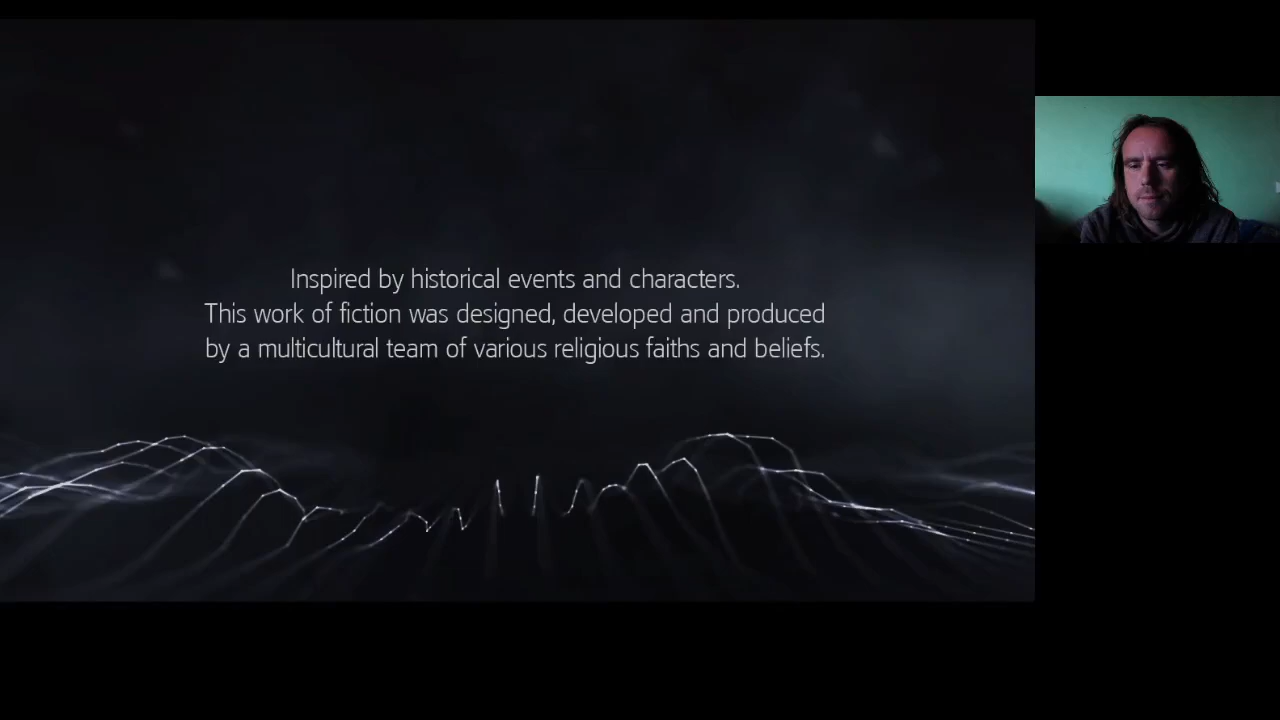 Inspired by historical events and characters.
This work of fiction was designed, developed and produced
by a multicultural team of various religious faiths and beliefs.